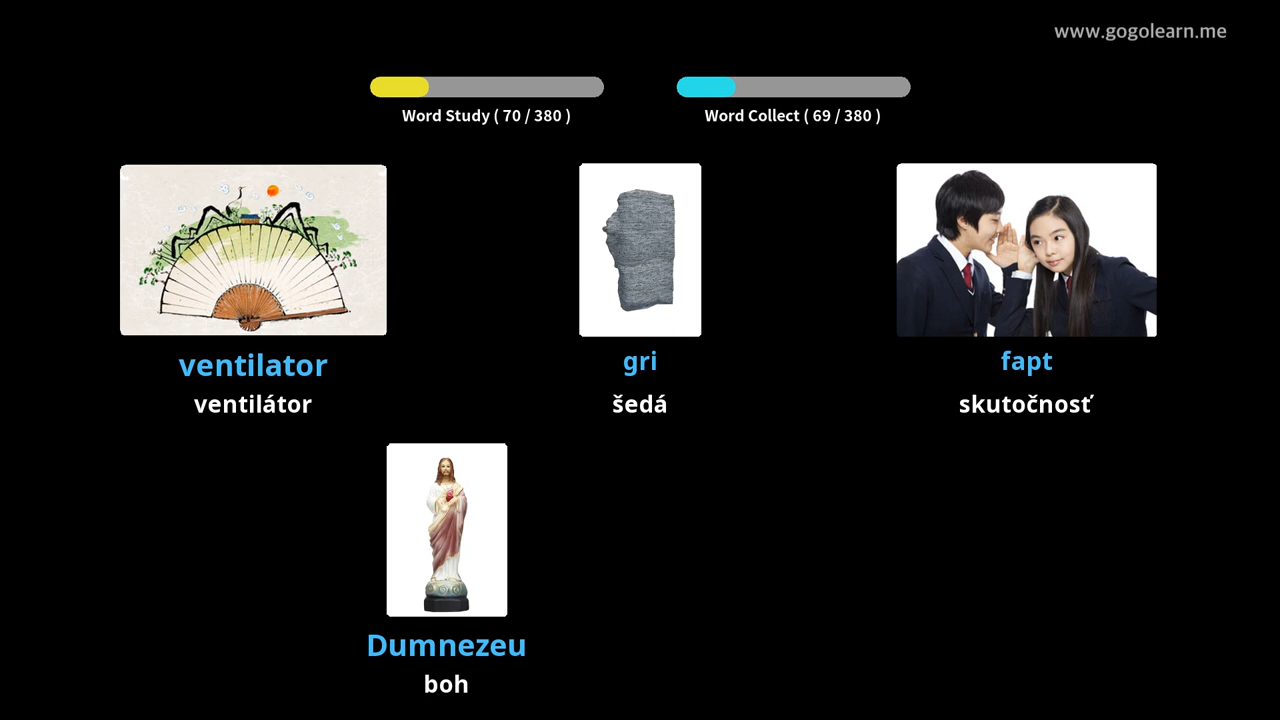 www.gogolearn.me
Word Study ( 70 / 380 )
Word Collect ( 69 / 380 )
ventilator
ventilátor
gri
šedá
fapt
skutočnosť
Dumnezeu
boh